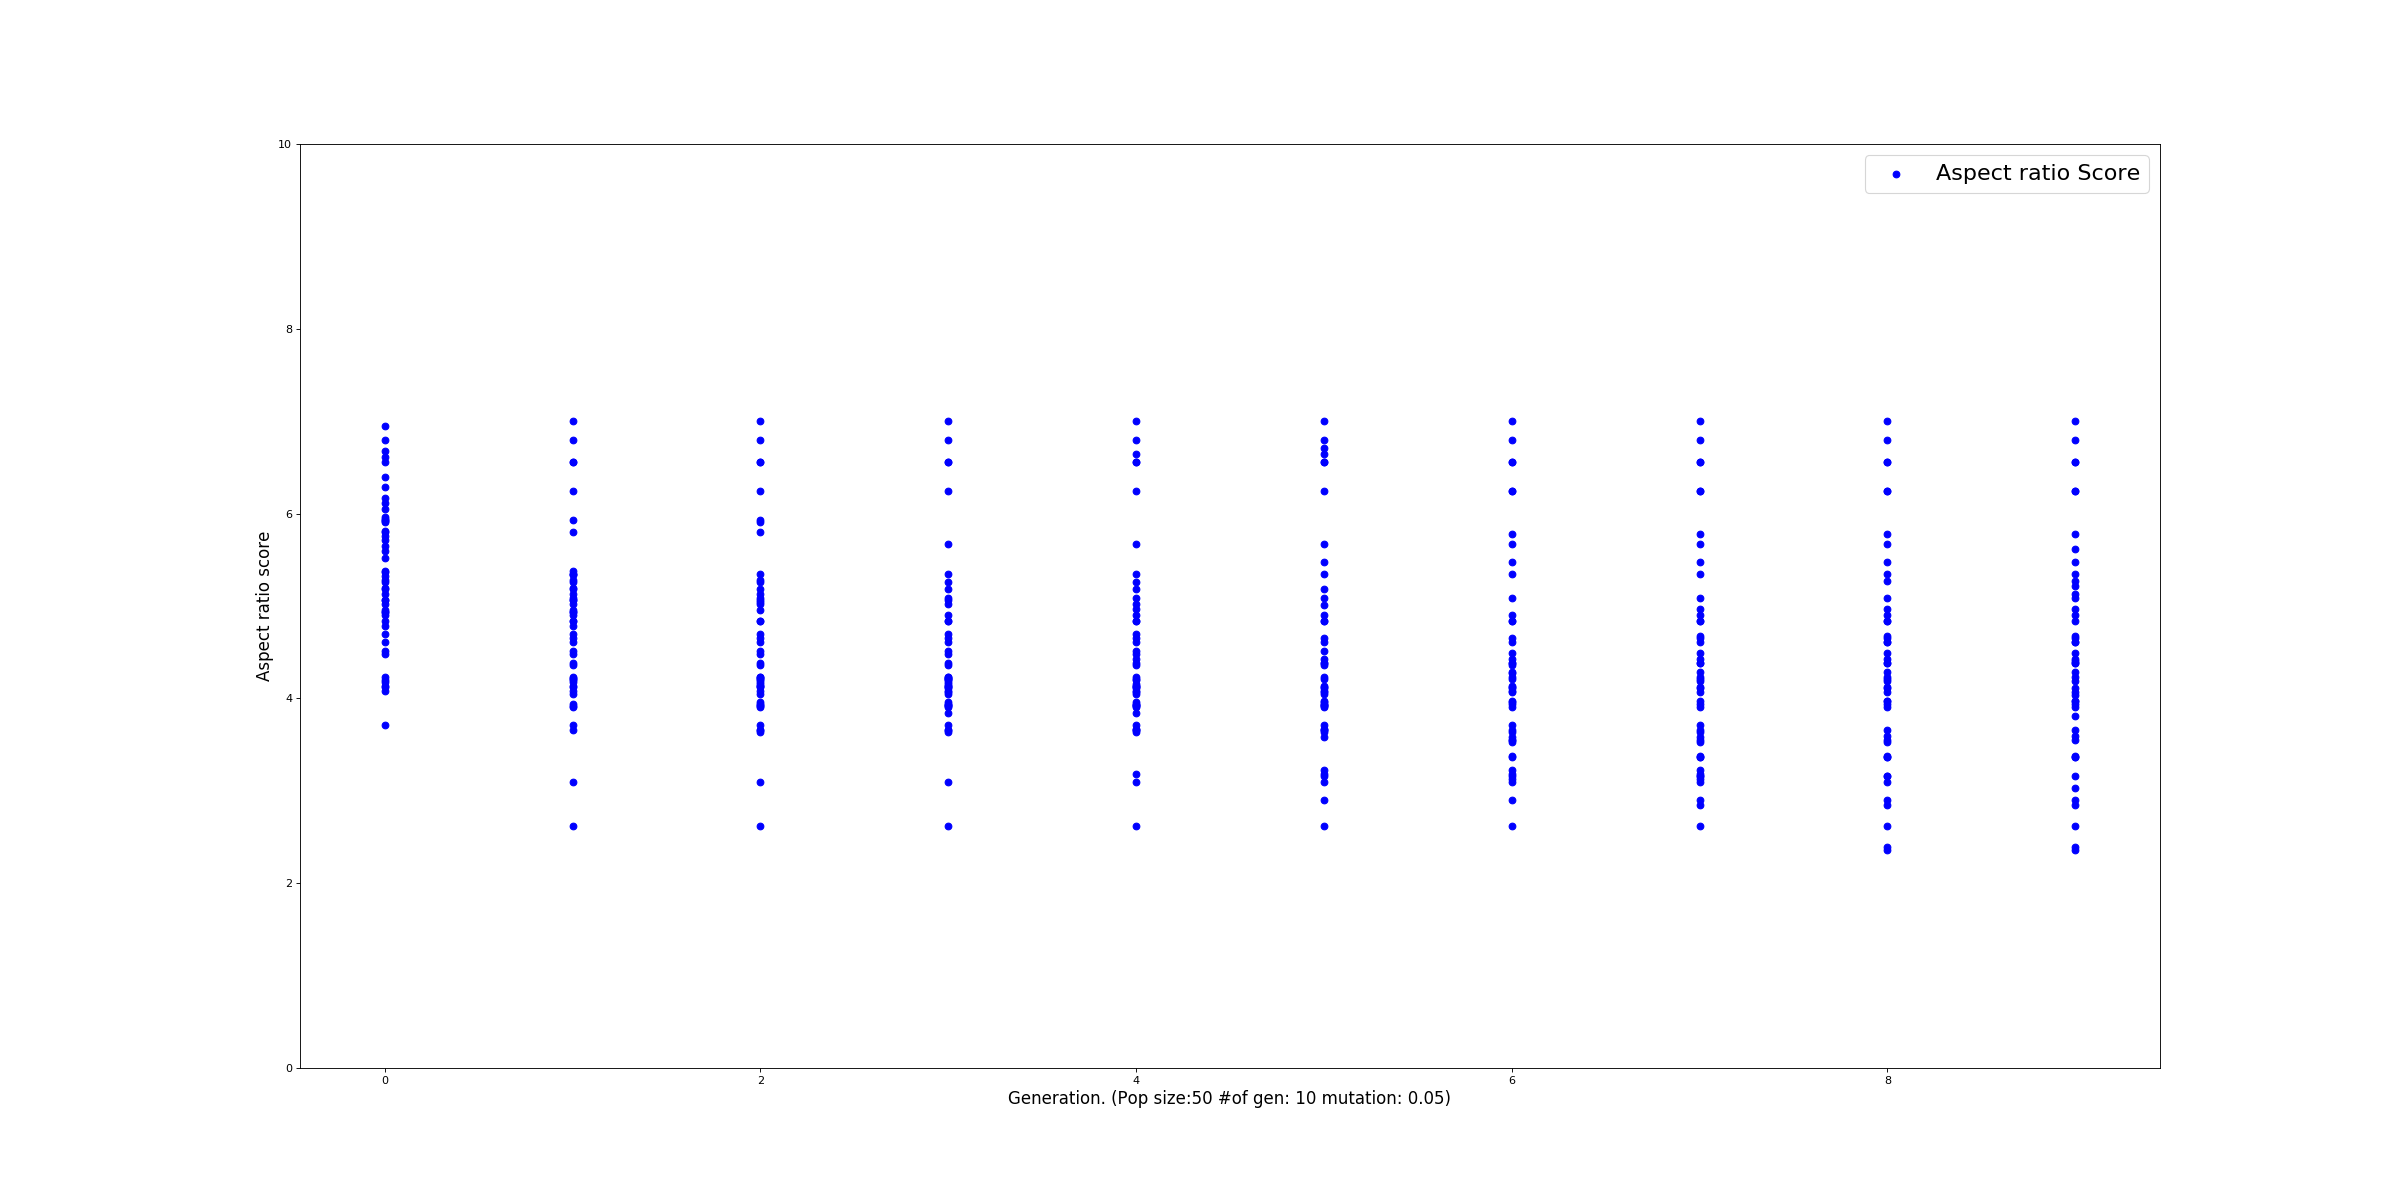 10
Aspect ratio Score
8
6
Aspect ratio score
4
2
0
0 2 4 6 8
Generation. (Pop size:50 #of gen: 10 mutation: 0.05)